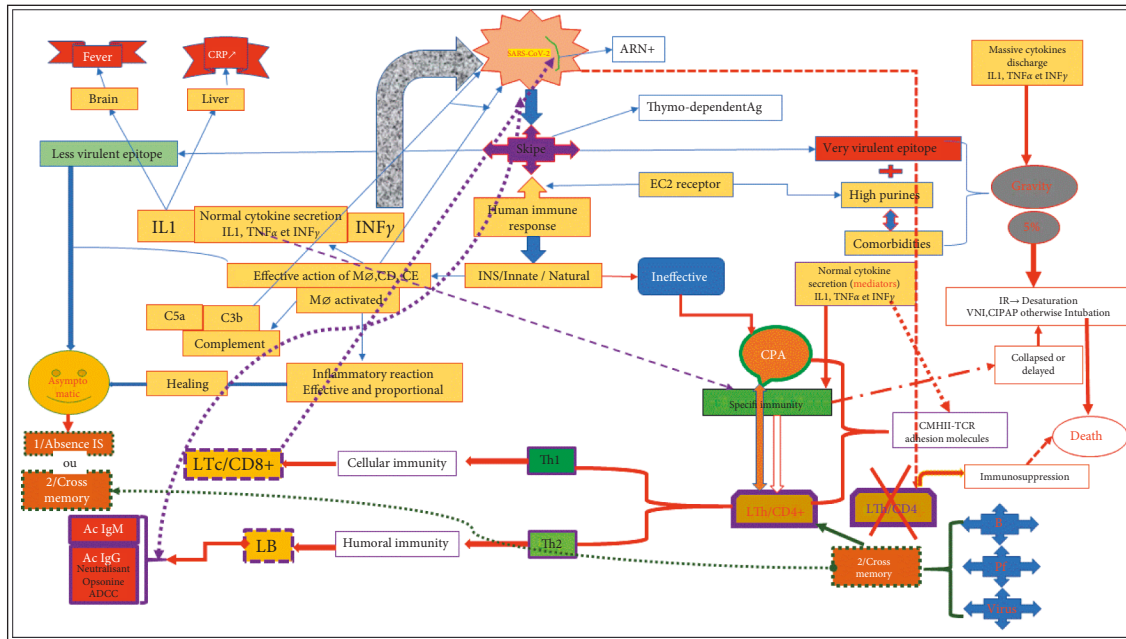 SARS-CoV-2
ARN+
Fever
CRP↗
Massive cytokines
discharge
IL1, TNFα et INFγ
Brain
Liver
Thymo-dependentAg
Less virulent epitope
Skipe
Very virulent epitope
EC2 receptor
High purines
Gravity
IL1
Normal cytokine secretion
IL1, TNFα et INFγ
INFγ
Human immune
response
5%
Comorbidities
Effective action of MØ,CD,CE
INS/Innate / Natural
Ineffective
Normal cytokine
secretion (mediators)
IL1, TNFα et INFγ
MØ activated
IR→ Desaturation
VNI,CIPAP otherwise Intubation
C5a
C3b
Complement
CPA
Collapsed or
delayed
Asympto
matic
Healing
Inflammatory reaction
Effective and proportional
Specifi immunity
CMHII-TCR
adhesion molecules
Death
1/Absence IS
ou
2/Cross
memory
LTc/CD8+
Cellular immunity
Th1
Immunosuppression
LTh/CD4+
LTh/CD4
Ac IgM
Ac IgG
Neutralisant
Opsonine
ADCC
LB
Humoral immunity
Th2
2/Cross
memory
B
Pf
Virus